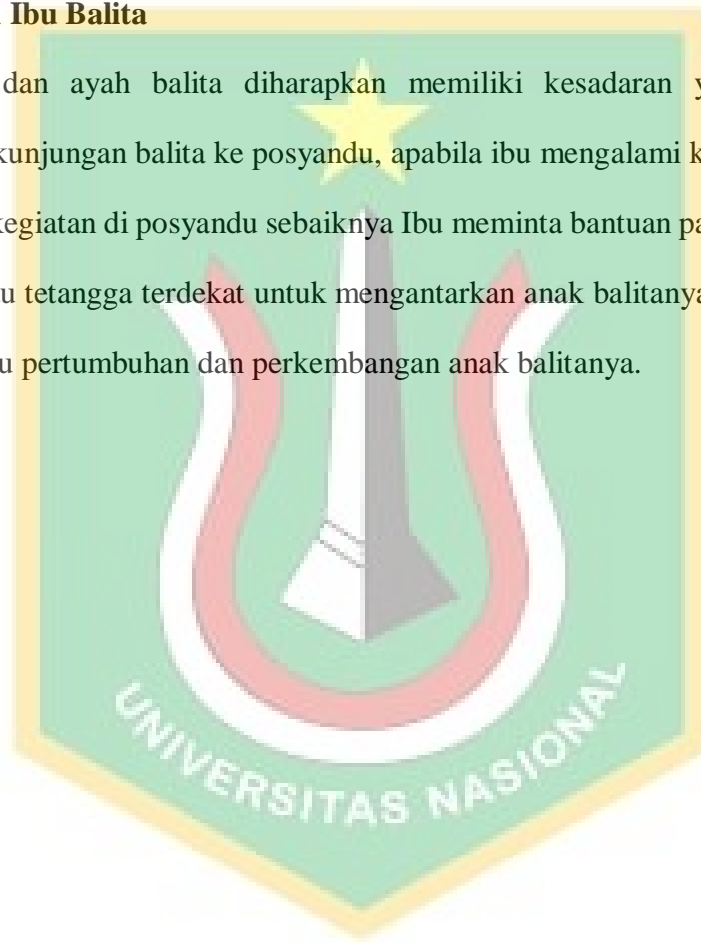 Ibu Balita
dan ayah balita diharapkan memiliki kesadaran
kunjungan balita ke posyandu, apabila ibu mengalami
kegiatan di posyandu sebaiknya Ibu meminta bantuan
tetangga terdekat untuk mengantarkan anak balitanya
pertumbuhan dan perkembangan anak balitanya.
UNIVERSITAS NASIONAL